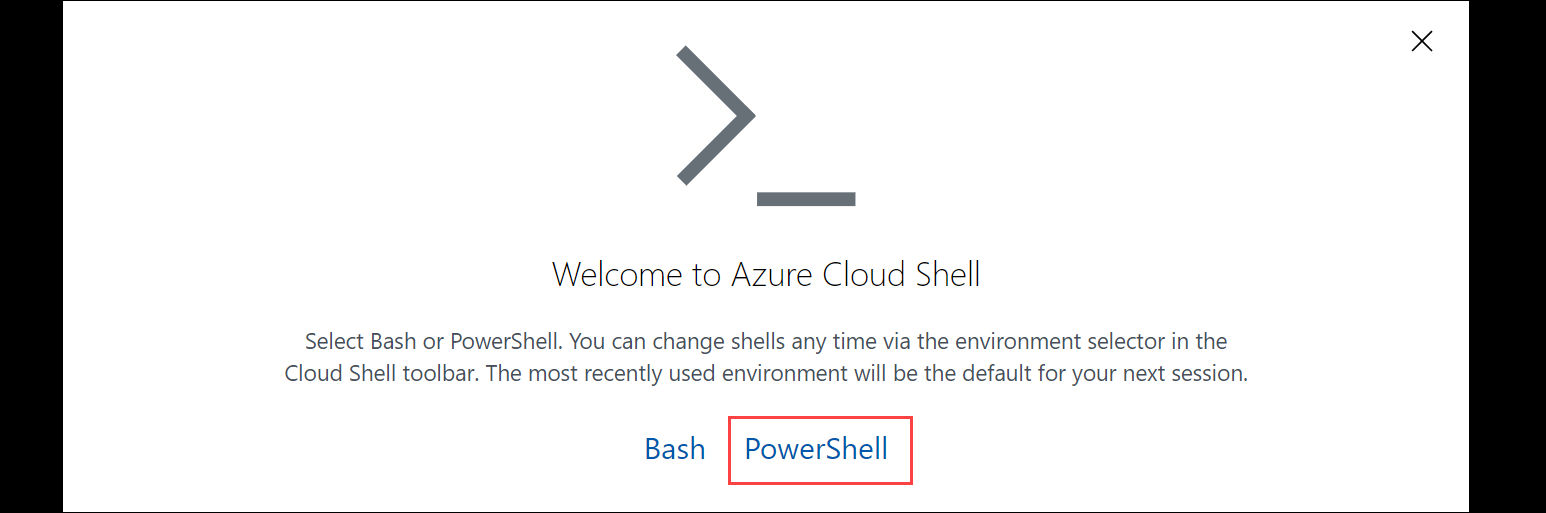 Welcome to Azure Cloud Shell
Select Bash or PowerShell. You can change shells any time via the environment selector in the
Cloud Shell toolbar. The most recently used environment will be the default for your next session.
Bash PowerShell